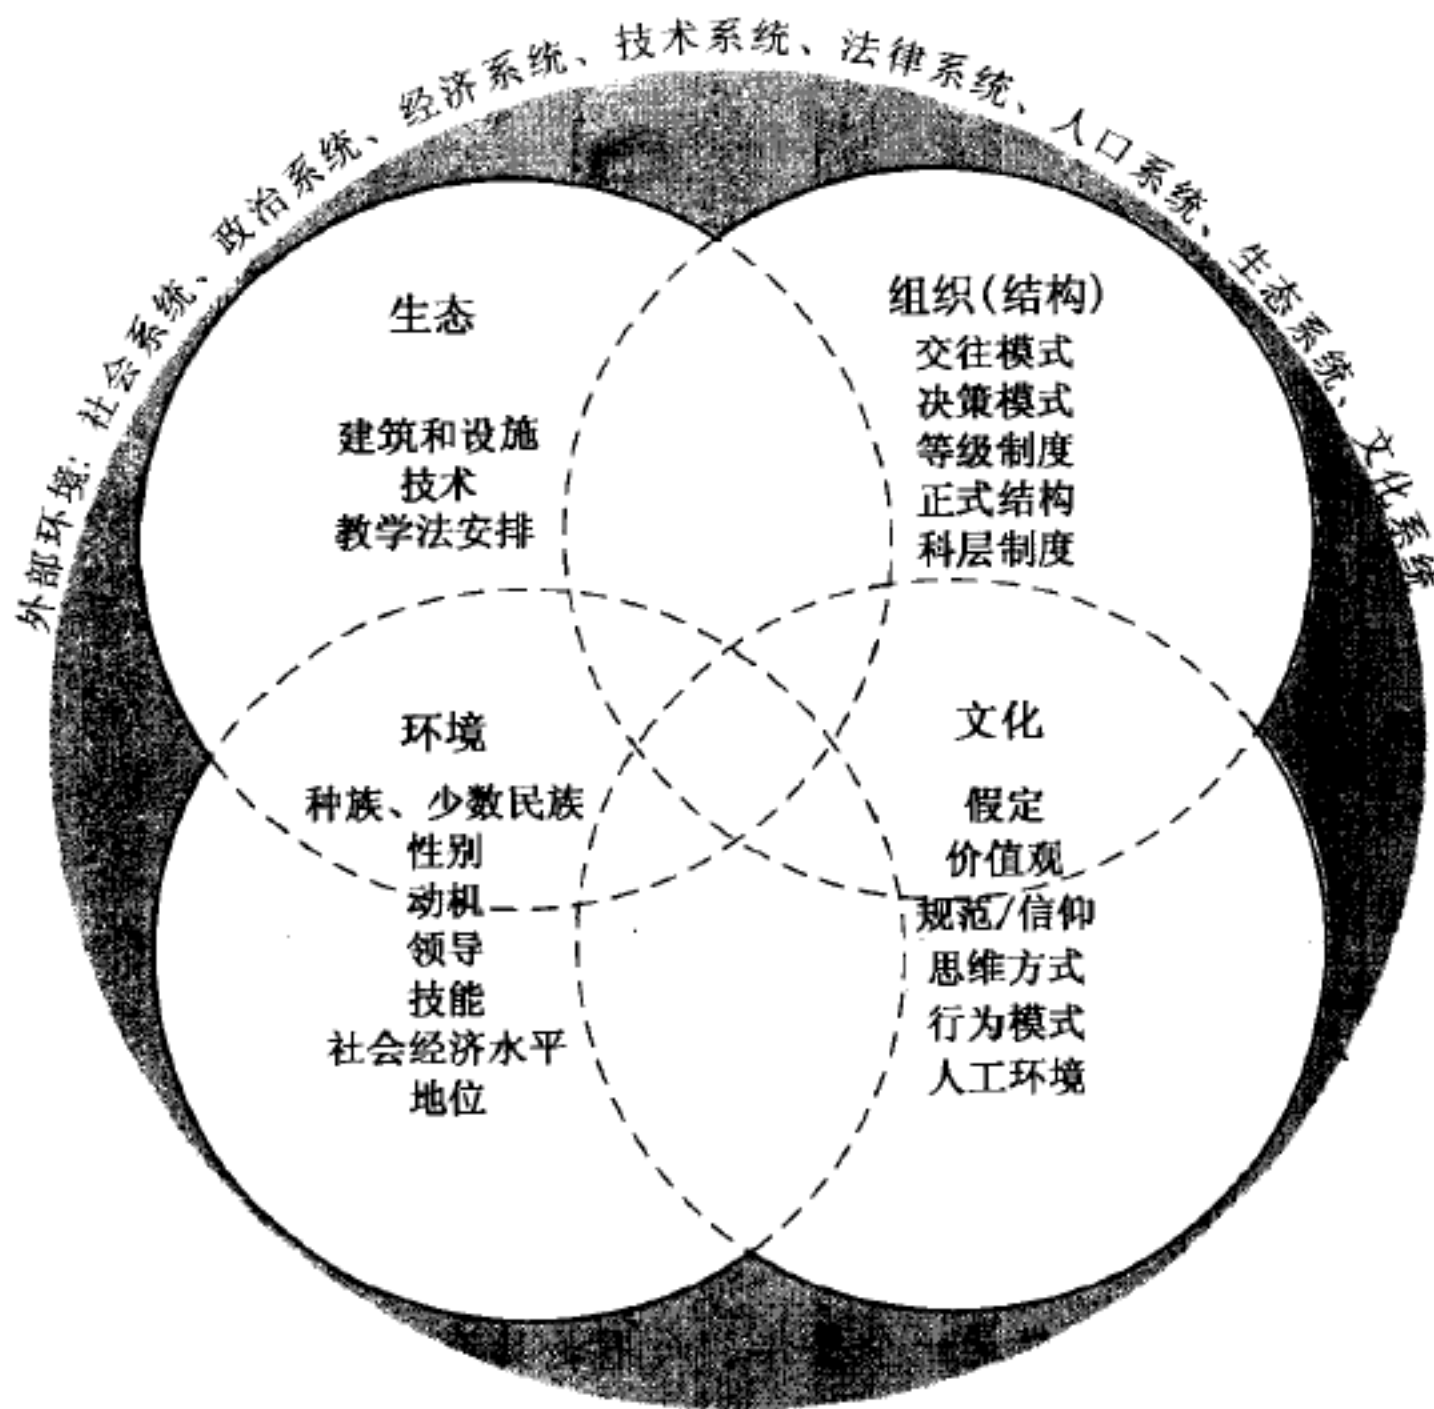 外部环境：社会系统、政治系统、经济系统、技术系统、法律系统、人口系统、生态系统、文化系统
生态
建筑和设施
技术
教学法安排
组织(结构)
交往模式
决策模式
等级制度
正式结构
科层制度
环境
种族、少数民族
性别
动机
领导
技能
社会经济水平
地位
文化
假定
价值观
规范/信仰
思维方式
行为模式
人工环境